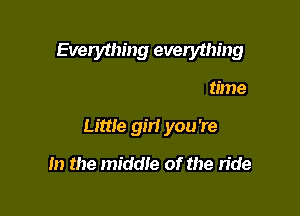 Everything everything
time
Little girl you're
In the middle of the ride